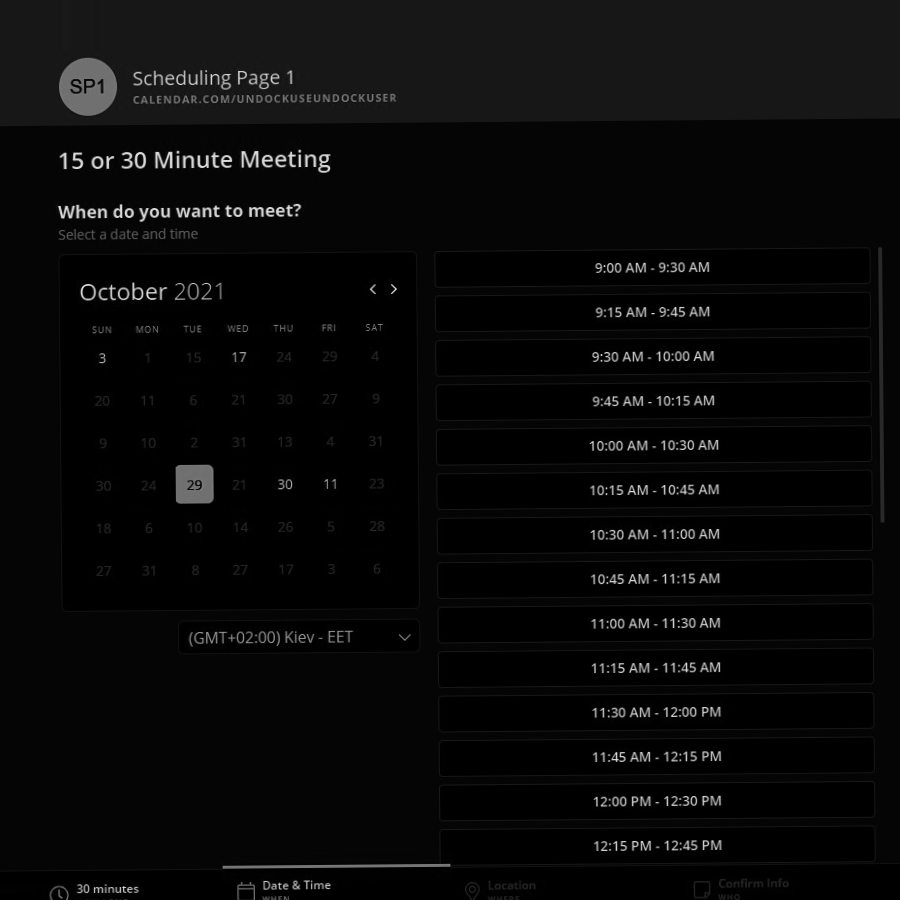 SP1
Scheduling Page 1
CALENDAR.COM/UNDOCKUSEUNDOCKUSER
15 or 30 Minute Meeting
When do you want to meet?
Select a date and time
October 2021
SUN MON TUE WED THU FRI SAT
3 1 15 17 24 29 4
20 11 6 21 30 27 9
9 10 2 31 13 4 31
30 24 29 21 30 11 23
18 6 10 14 26 5 28
27 31 8 27 17 3 6
(GMT+02:00) Kiev - EET
9:00 AM - 9:30 AM
9:15 AM - 9:45 AM
9:30 AM - 10:00 AM
9:45 AM - 10:15 AM
10:00 AM - 10:30 AM
10:15 AM - 10:45 AM
10:30 AM - 11:00 AM
10:45 AM - 11:15 AM
11:00 AM - 11:30 AM
11:15 AM - 11:45 AM
11:30 AM - 12:00 PM
11:45 AM - 12:15 PM
12:00 PM - 12:30 PM
12:15 PM - 12:45 PM
30 minutes
Date & Time
WHEN
Location
WHERE
Confirm Info
WHO